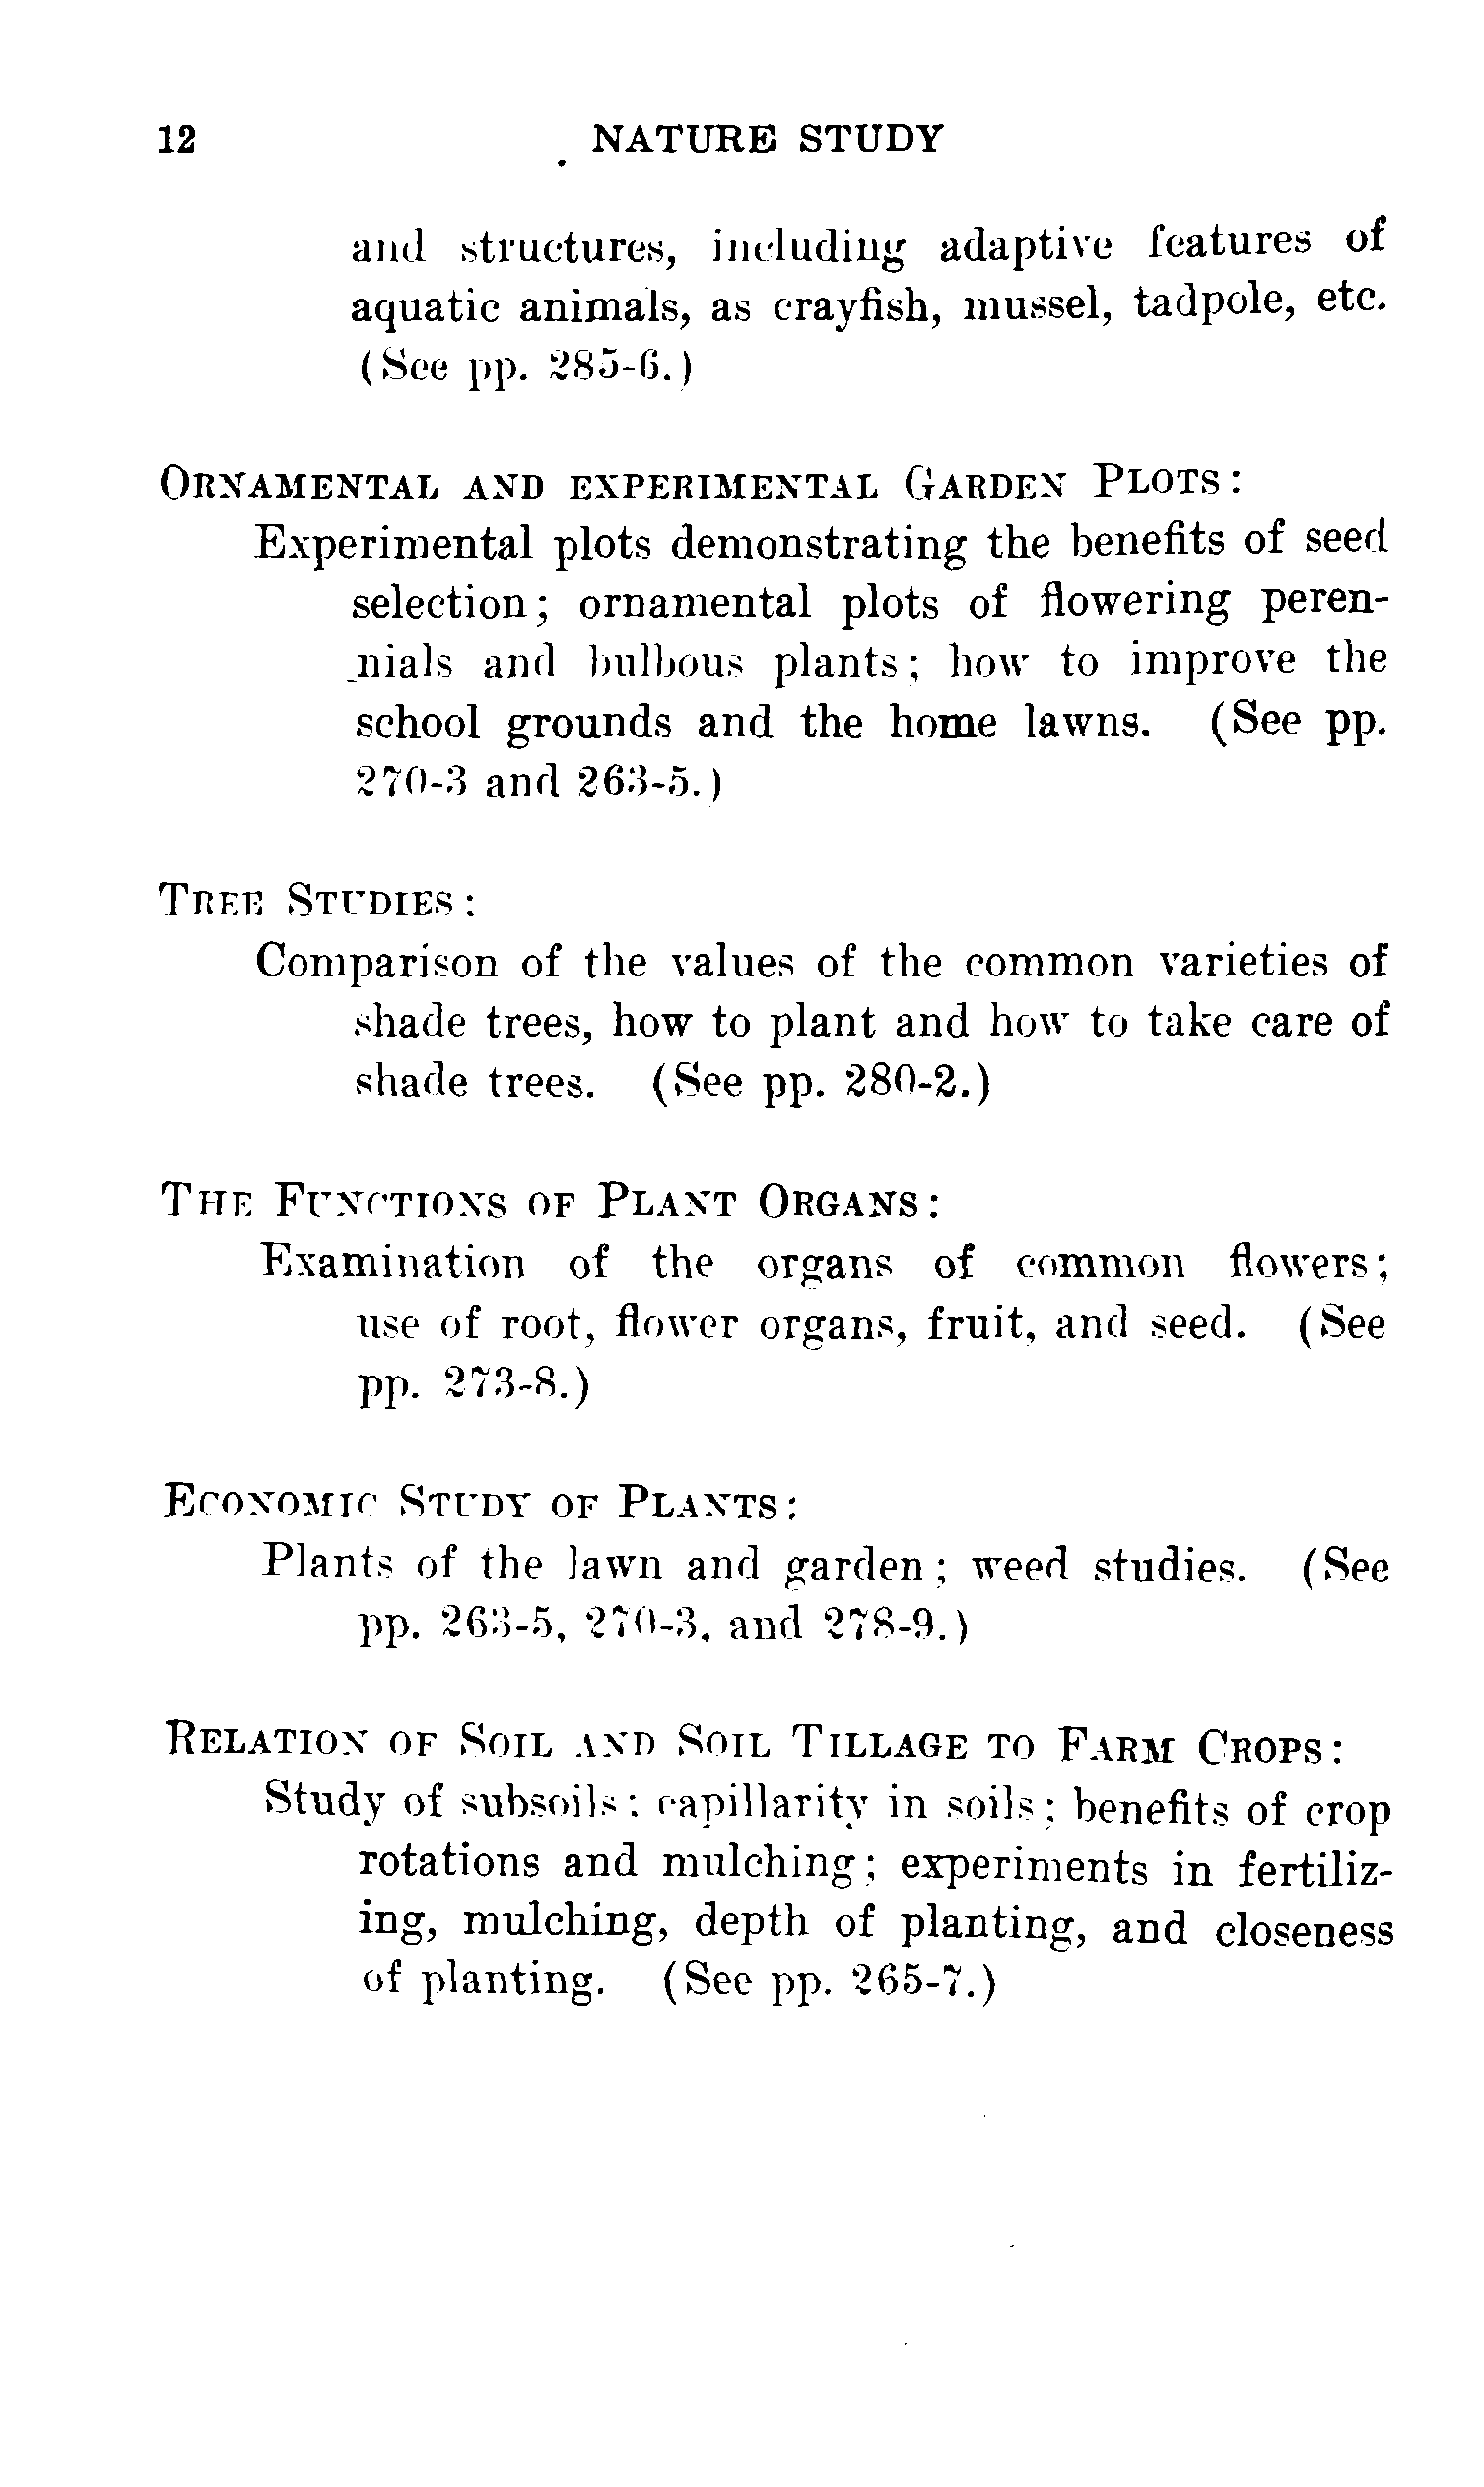 12 NATURE STUDY
and structures, including adaptive features of
aquatic animals, as crayfish, mussel, tadpole, etc.
(See pp. 285-6.)
ORNAMENTAL AND EXPERIMENTAL GARDEN PLOTS:
Experimental plots demonstrating the benefits of seed
selection; ornamental plots of flowering peren-
nials and bulbous plants; how to improve the
school grounds and the home lawns. (See pp.
270-3 and 263-5.)
TREE STUDIES:
Comparison of the values of the common varieties of
shade trees, how to plant and how to take care of
shade trees. (See pp. 280-2.)
THE FUNCTIONS OF PLANT ORGANS:
Examination of the organs of common flowers;
use of root, flower organs, fruit, and seed. (See
pp. 273-8.)
ECONOMIC STUDY OF PLANTS:
Plants of the lawn and garden; weed studies. (See
pp. 263-5, 270-3, and 278-9.)
RELATION OF SOIL AND SOIL TILLAGE TO FARM CROPS:
Study of subsoils: capillarity in soils; benefits of crop
rotations and mulching; experiments in fertiliz-
ing, mulching, depth of planting, and closeness
of planting. (See pp. 265-7.)